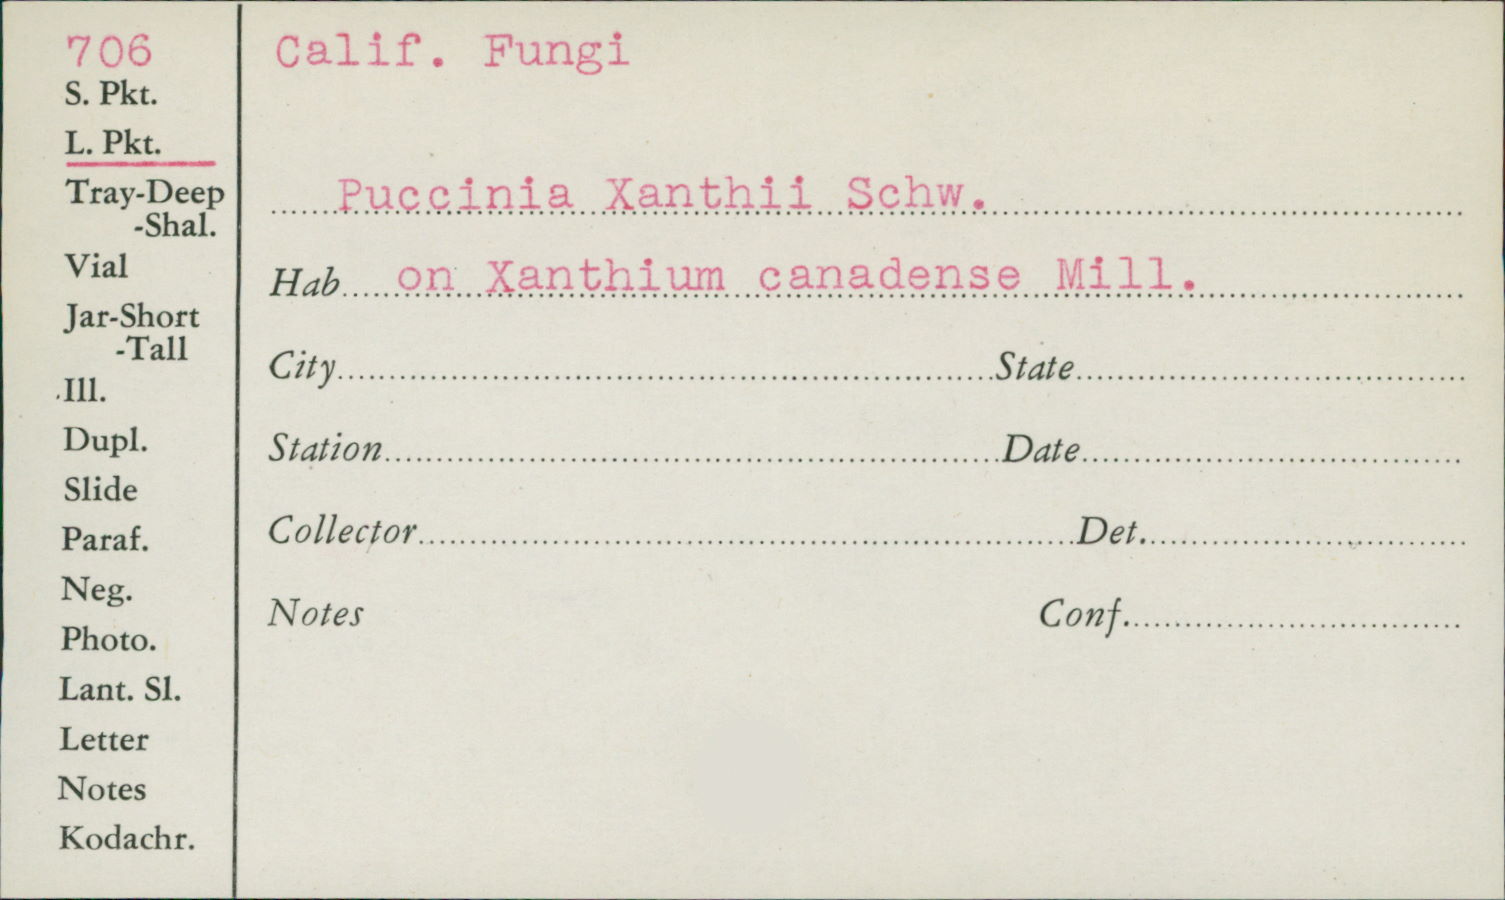 706
S. Pkt.
L. Pkt.
Tray-Deep
-Shal.
Vial
Jar-Short
-Tall
Ill.
Dupl.
Slide
Paraf.
Neg.
Photo.
Lant. Sl.
Letter
Notes
Kodachr.
Calif. Fungi
Puccinia Xanthii Schw.
Hab. on Xanthium canadense Mill.
City State
Station Date
Collector Det.
Notes Conf.